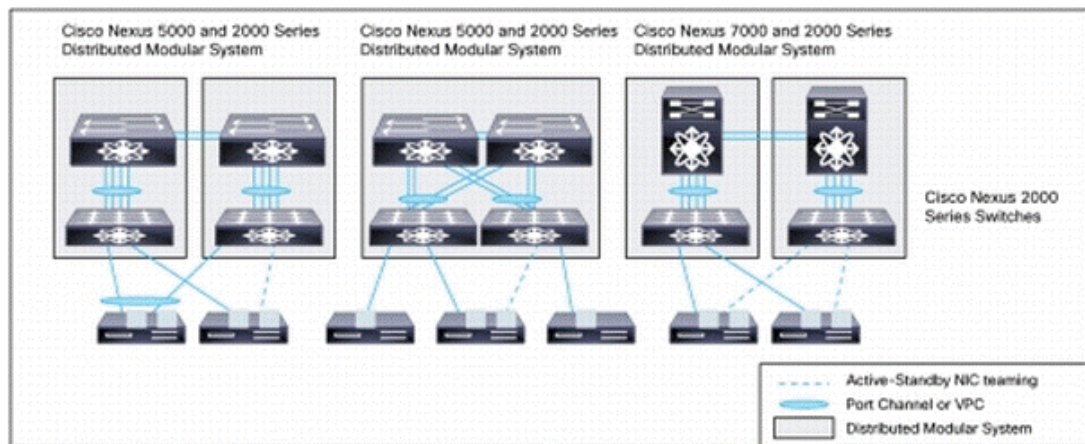 Cisco Nexus 5000 and 2000 Series
Distributed Modular System
Cisco Nexus 5000 and 2000 Series
Distributed Modular System
Cisco Nexus 7000 and 2000 Series
Distributed Modular System
Cisco Nexus 2000
Series Switches
Active-Standby NIC teaming
Port Channel or VPC
Distributed Modular System